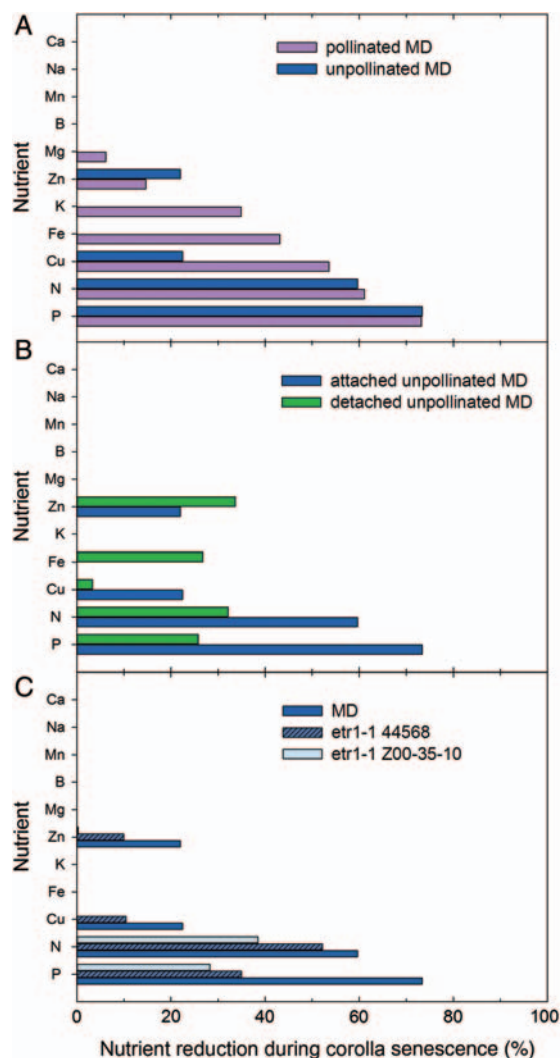 A
Ca
Na
Mn
B
Mg
Zn
K
Fe
Cu
N
P
Nutrient
pollinated MD
unpollinated MD
B
Ca
Na
Mn
B
Mg
Zn
K
Fe
Cu
N
P
Nutrient
attached unpollinated MD
detached unpollinated MD
C
Ca
Na
Mn
B
Mg
Zn
K
Fe
Cu
N
P
Nutrient
MD
etr1-1 44568
etr1-1 Z00-35-10
0 20 40 60 80 100
Nutrient reduction during corolla senescence (%)